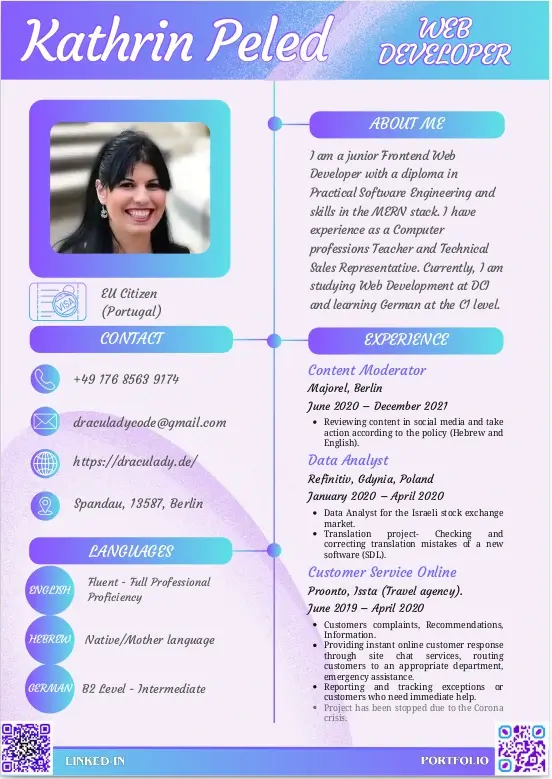 Kathrin Peled
WEB
DEVELOPER
EU Citizen
(Portugal)
VISA
CONTACT
+49 176 8563 9174
draculadycode@gmail.com
https://draculady.de/
Spandau, 13587, Berlin
LANGUAGES
ENGLISH
Fluent - Full Professional
Proficiency
HEBREW
Native/Mother language
GERMAN
B2 Level - Intermediate
ABOUT ME
I am a junior Frontend Web
Developer with a diploma in
Practical Software Engineering and
skills in the MERN stack. I have
experience as a Computer
professions Teacher and Technical
Sales Representative. Currently, I am
studying Web Development at DCI
and learning German at the C1 level.
EXPERIENCE
Content Moderator
Majorel, Berlin
June 2020 – December 2021
• Reviewing content in social media and take
action according to the policy (Hebrew and
English).
Data Analyst
Refinitiv, Gdynia, Poland
January 2020 – April 2020
• Data Analyst for the Israeli stock exchange
market.
• Translation project- Checking and
correcting translation mistakes of a new
software (SDL).
Customer Service Online
Proonto, Issta (Travel agency).
June 2019 – April 2020
• Customers complaints, Recommendations,
Information.
• Providing instant online customer response
through site chat services, routing
customers to an appropriate department,
emergency assistance.
• Reporting and tracking exceptions or
customers who need immediate help.
• Project has been stopped due to the Corona
crisis.
LINKED-IN
PORTFOLIO